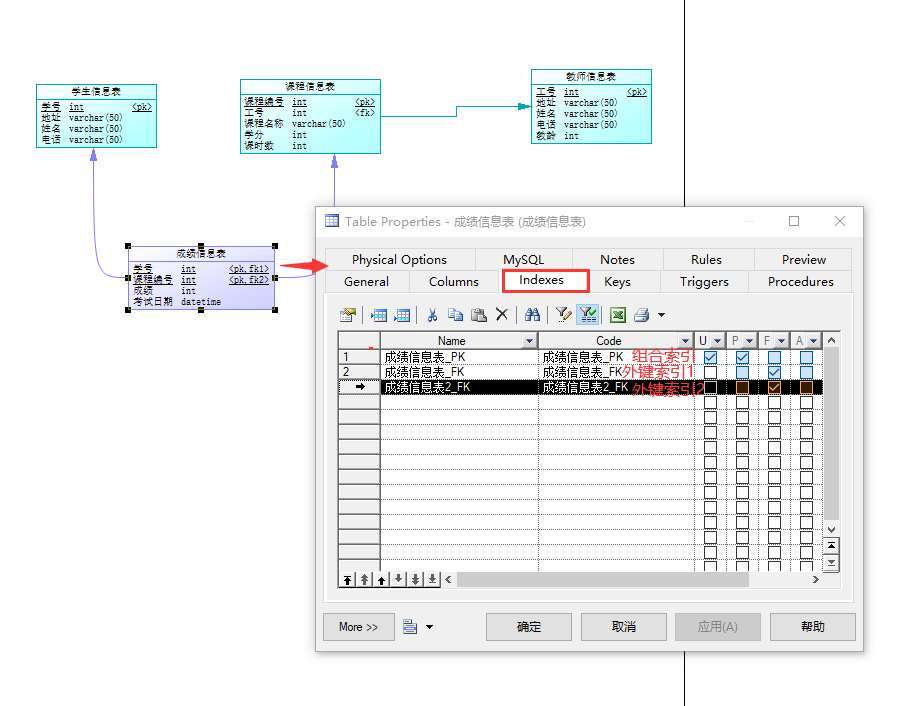 学生信息表
学号 int <pk>
地址 varchar(50)
姓名 varchar(50)
电话 varchar(50)
课程信息表
课程编号 int <pk>
工号 int <fk>
课程名称 varchar(50)
学分 int
课时数 int
教师信息表
工号 int <pk>
地址 varchar(50)
姓名 varchar(50)
电话 varchar(50)
教龄 int
成绩信息表
学号 int <pk,fk1>
课程编号 int <pk,fk2>
成绩 int
考试日期 datetime
Table Properties - 成绩信息表 (成绩信息表)
Physical Options MySQL Notes Rules Preview
General Columns Indexes Keys Triggers Procedures
Name Code U P F A
1 成绩信息表_PK 成绩信息表_PK 组合索引
2 成绩信息表_FK 成绩信息表_FK 外键索引1
成绩信息表2_FK 成绩信息表2_FK 外键索引2
More >> 确定 取消 应用(A) 帮助